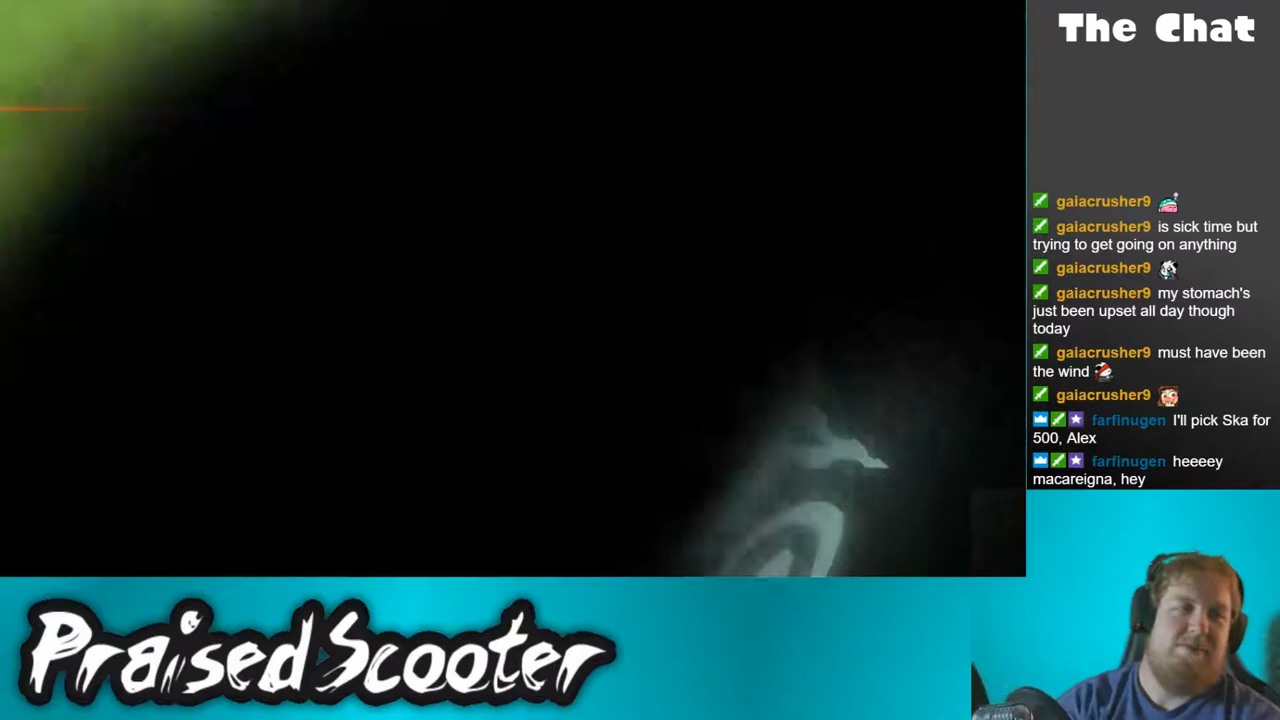 The Chat
gaiacrusher9
gaiacrusher9 is sick time but
trying to get going on anything
gaiacrusher9
gaiacrusher9 my stomach's
just been upset all day though
today
gaiacrusher9 must have been
the wind
gaiacrusher9
farfinugen I'll pick Ska for
500, Alex
farfinugen heeeey
macareigna, hey
PraisedScooter